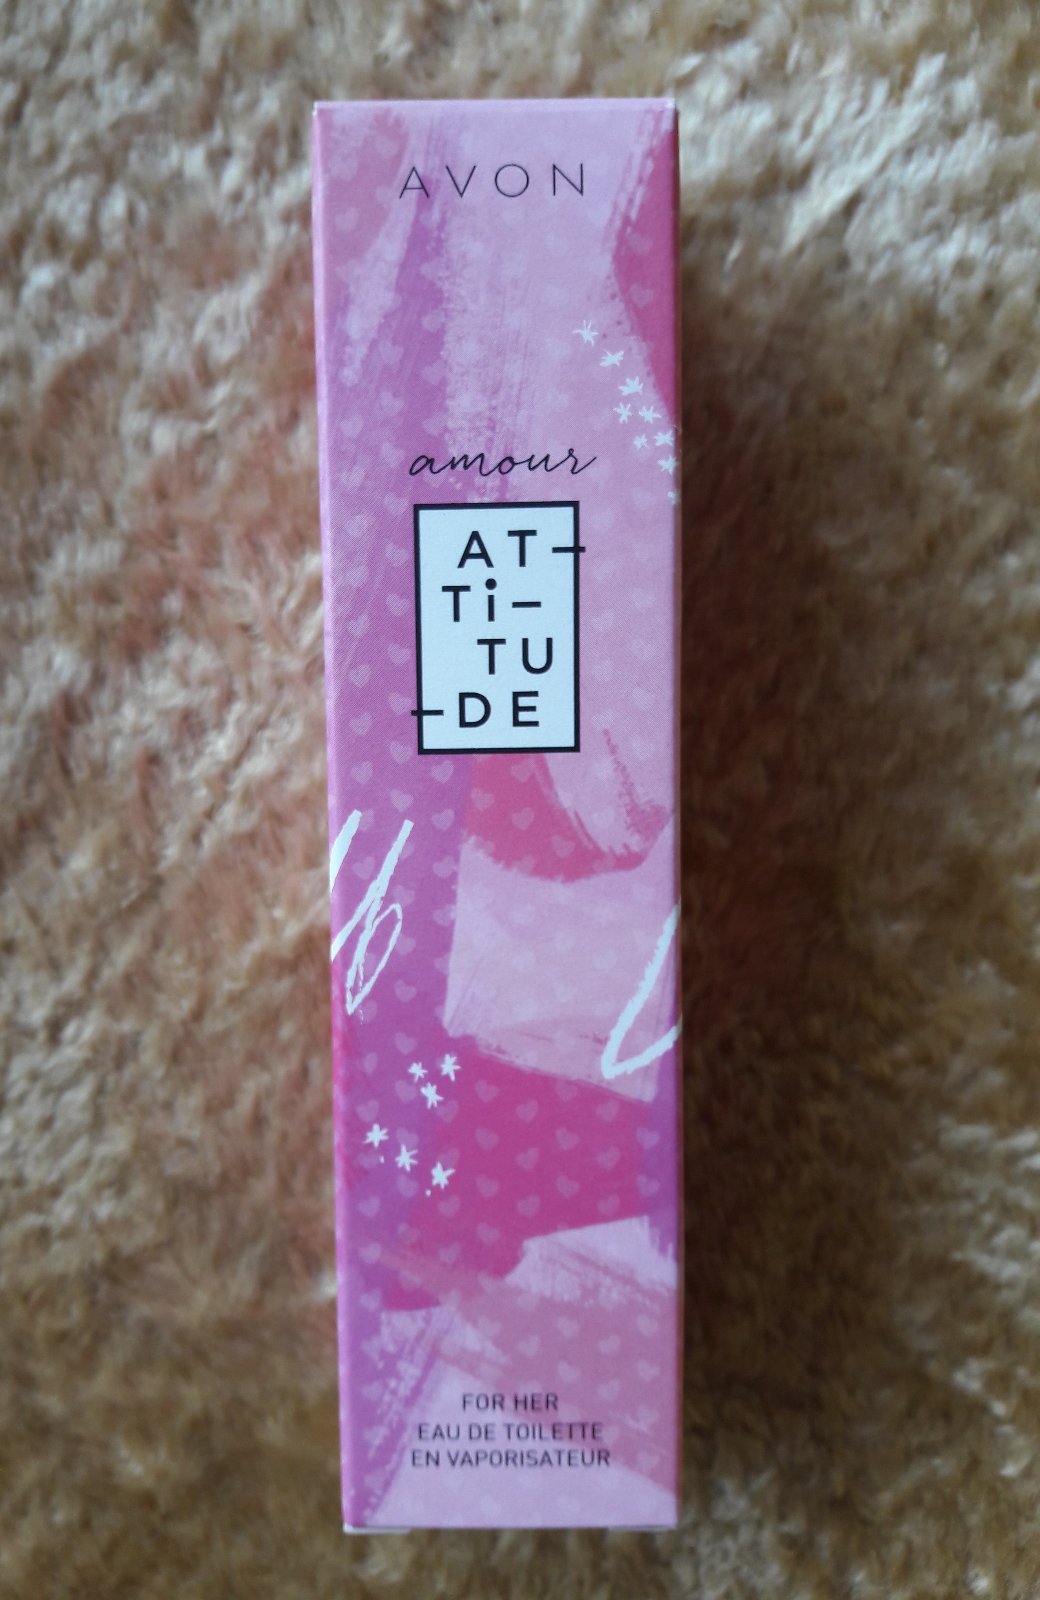 AVON
amour
AT-
Ti-
TU
-DE
FOR HER
EAU DE TOILETTE
EN VAPORISATEUR